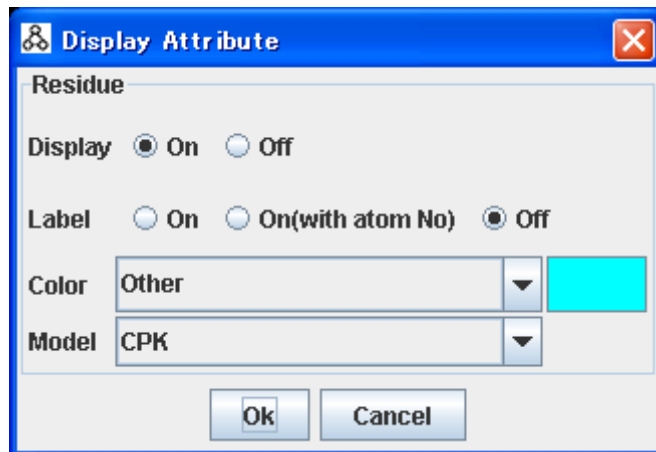 Display Attribute
Residue
Display On Off
Label On On(with atom No) Off
Color Other
Model CPK
Ok Cancel